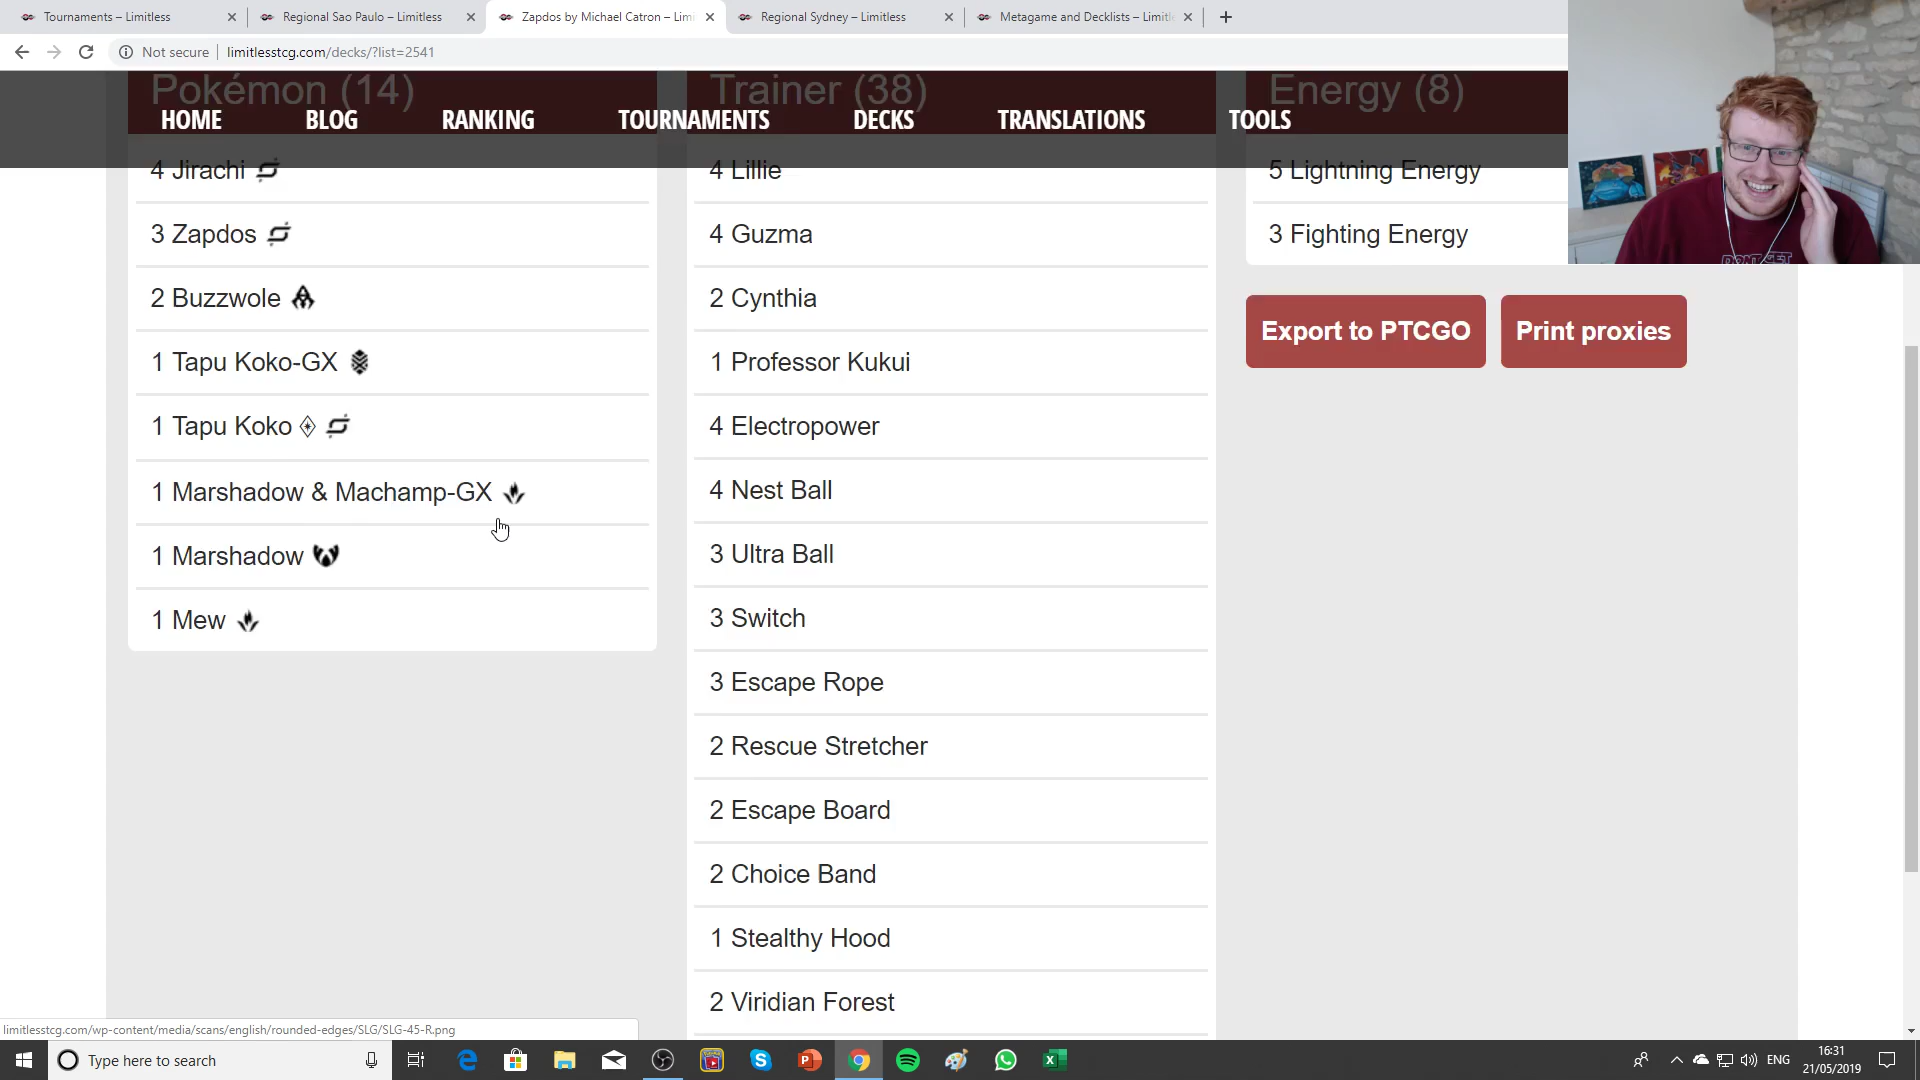 Tournaments – Limitless
Regional Sao Paulo – Limitless
Zapdos by Michael Catron – Limi
Regional Sydney – Limitless
Metagame and Decklists – Limitl
Not secure
limitlesstcg.com/decks/?list=2541
Pokémon (14)
Trainer (38)
Energy (8)
HOME
BLOG
RANKING
TOURNAMENTS
DECKS
TRANSLATIONS
TOOLS
4 Jirachi
3 Zapdos
2 Buzzwole
1 Tapu Koko-GX
1 Tapu Koko
1 Marshadow & Machamp-GX
1 Marshadow
1 Mew
4 Lillie
4 Guzma
2 Cynthia
1 Professor Kukui
4 Electropower
4 Nest Ball
3 Ultra Ball
3 Switch
3 Escape Rope
2 Rescue Stretcher
2 Escape Board
2 Choice Band
1 Stealthy Hood
2 Viridian Forest
5 Lightning Energy
3 Fighting Energy
Export to PTCGO
Print proxies
DON'T GET
limitlesstcg.com/wp-content/media/scans/english/rounded-edges/SLG/SLG-45-R.png
Type here to search
ENG
16:31
21/05/2019